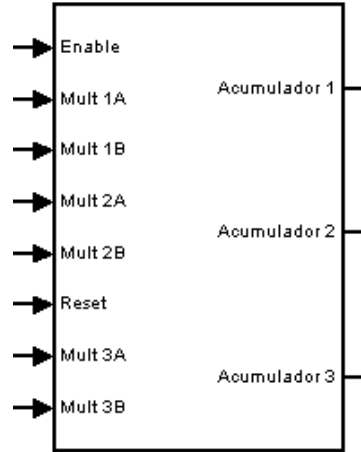 Enable
Mult 1A
Acumulador 1
Mult 1B
Mult 2A
Acumulador 2
Mult 2B
Reset
Mult 3A
Acumulador 3
Mult 3B